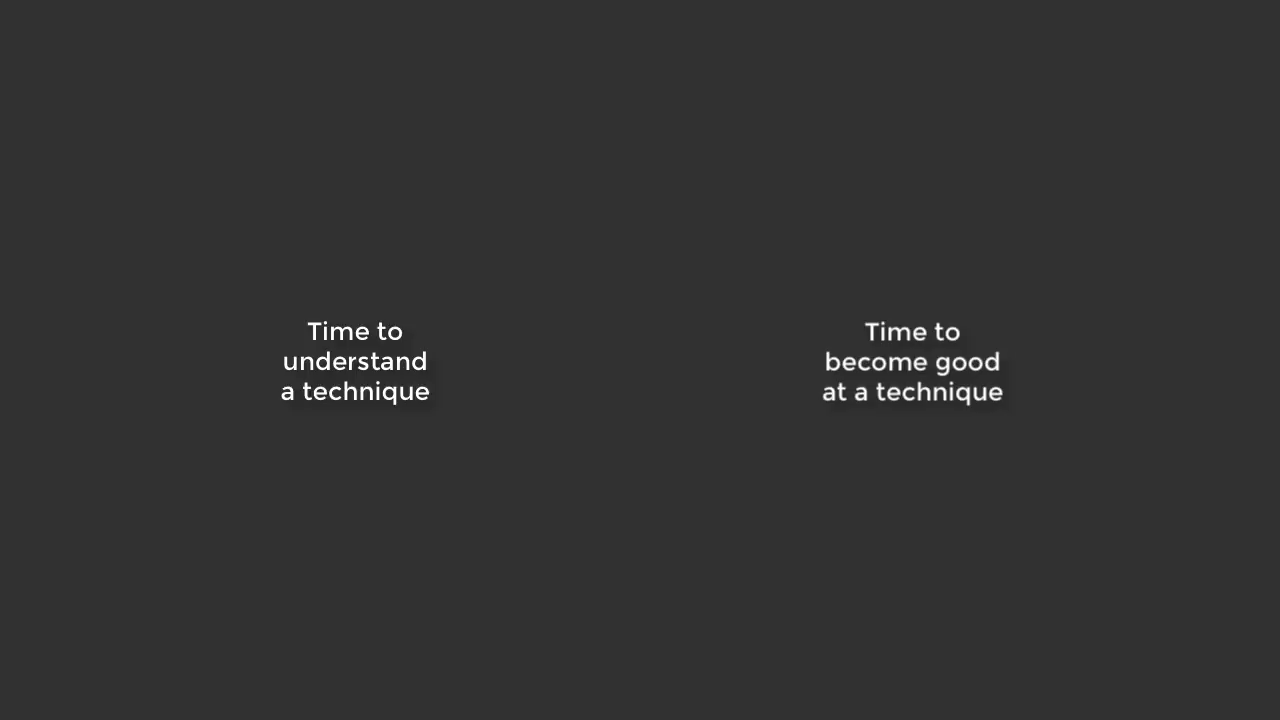 Time to
understand
a technique
Time to
become good
at a technique